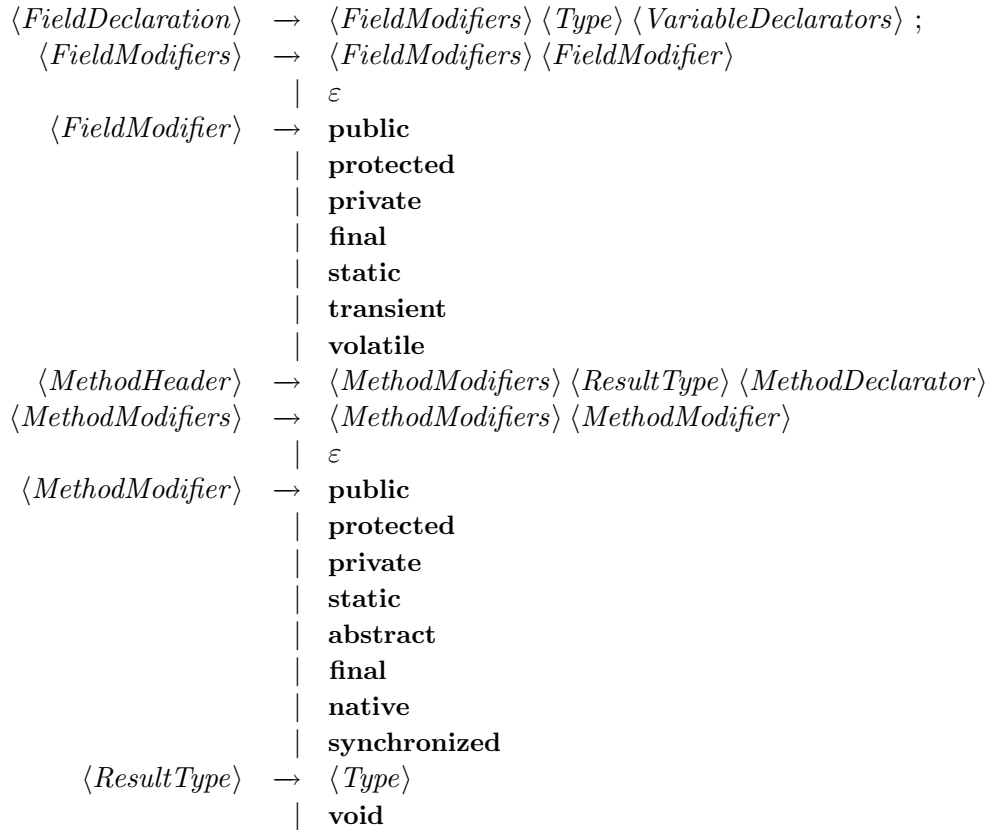 ⟨FieldDeclaration⟩ → ⟨FieldModifiers⟩ ⟨Type⟩ ⟨VariableDeclarators⟩ ;
⟨FieldModifiers⟩ → ⟨FieldModifiers⟩ ⟨FieldModifier⟩
| ε
⟨FieldModifier⟩ → public
| protected
| private
| final
| static
| transient
| volatile
⟨MethodHeader⟩ → ⟨MethodModifiers⟩ ⟨ResultType⟩ ⟨MethodDeclarator⟩
⟨MethodModifiers⟩ → ⟨MethodModifiers⟩ ⟨MethodModifier⟩
| ε
⟨MethodModifier⟩ → public
| protected
| private
| static
| abstract
| final
| native
| synchronized
⟨ResultType⟩ → ⟨Type⟩
| void